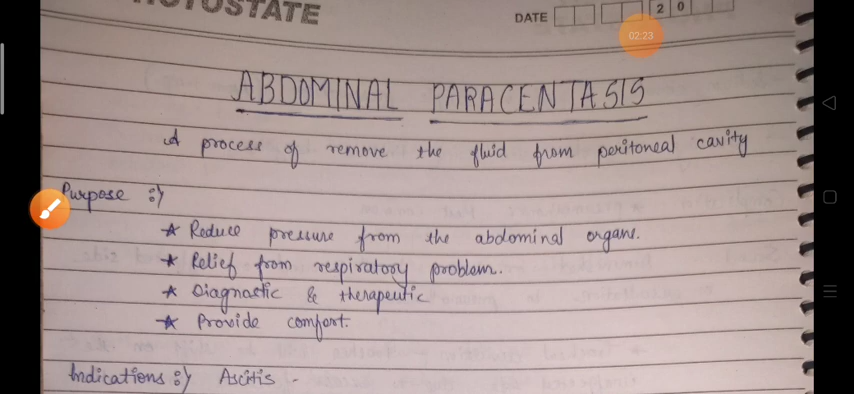 PHOTOSTATE
DATE 2 0
02:23
ABDOMINAL PARACENTASIS
A process of remove the fluid from peritoneal cavity
Purpose :)
★ Reduce pressure from the abdominal organs.
★ Relief from respiratory problem.
★ Diagnostic & therapeutic
★ Provide comfort.
Indications :) Ascitis -